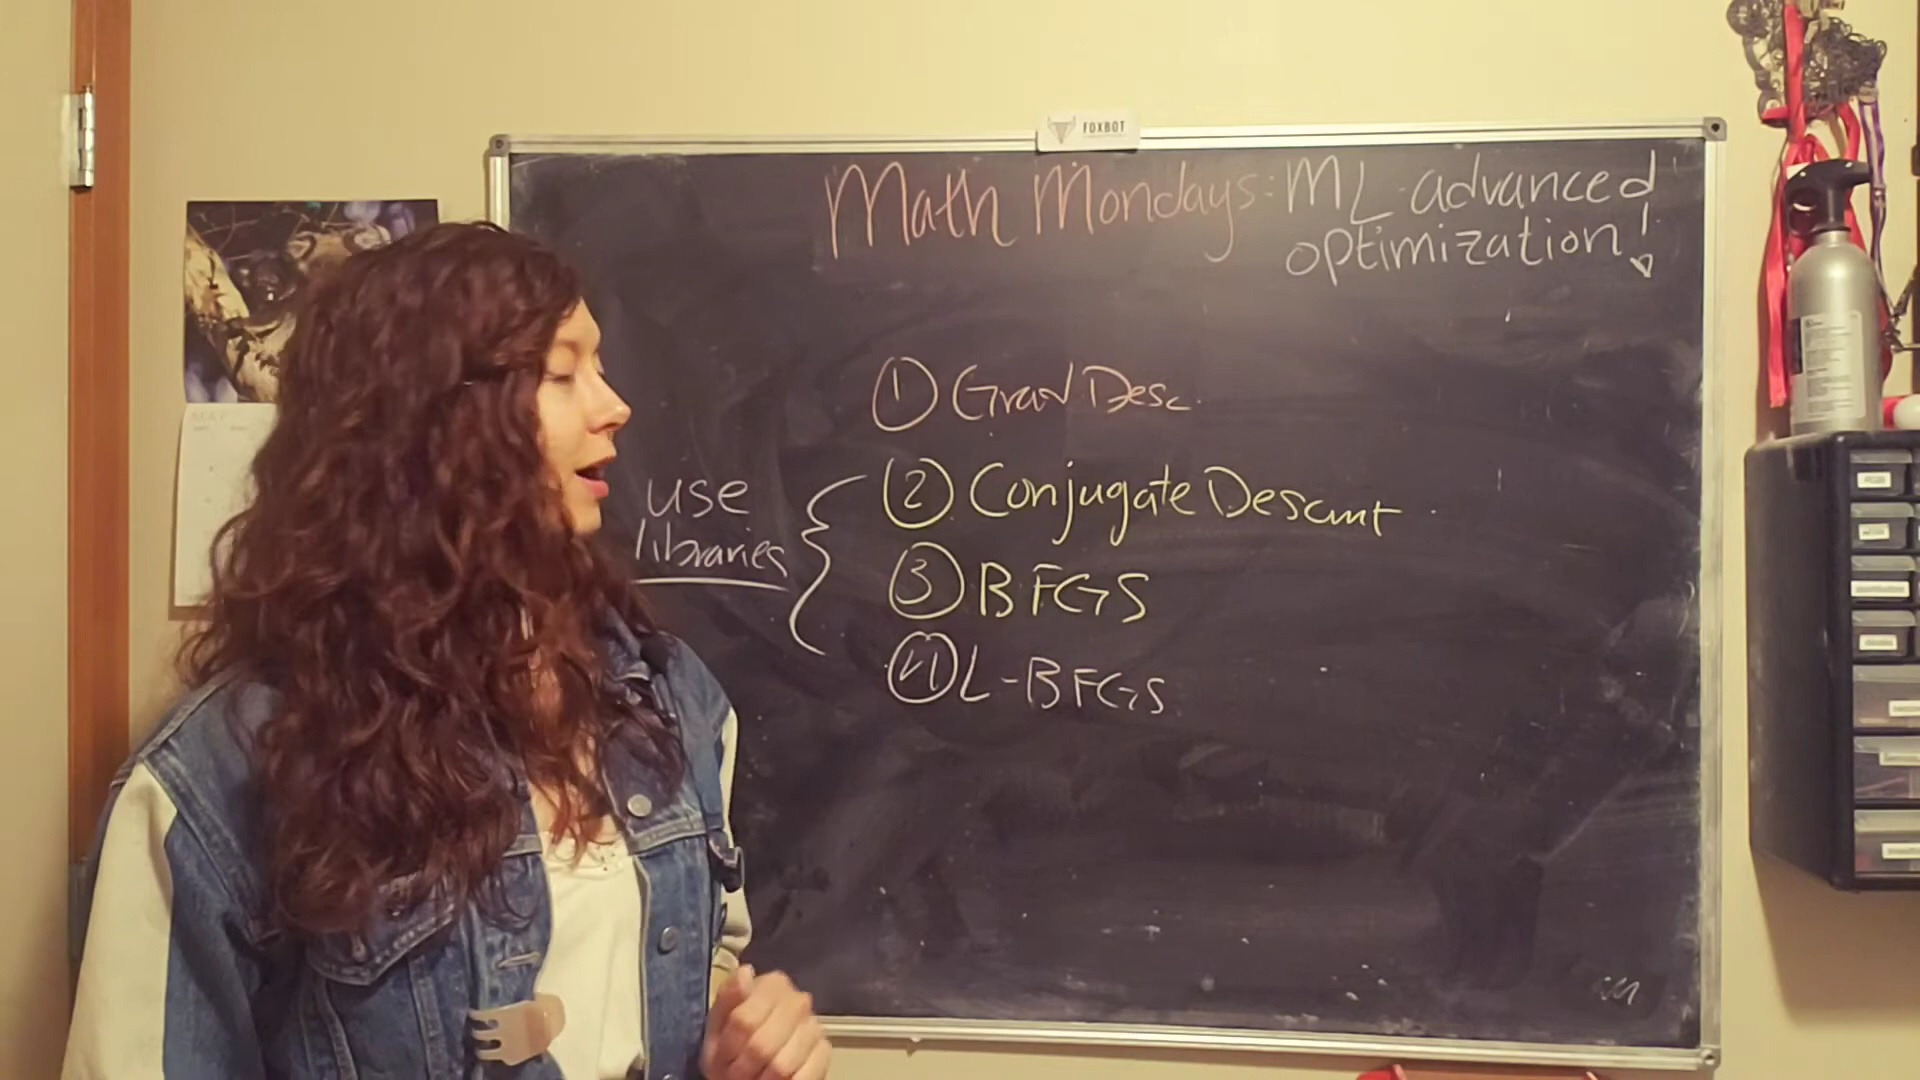 FOXBOT
Math Mondays: ML advanced
optimization!
① Grad Desc.
② Conjugate Descent
③ BFGS
④ L-BFGS
use
libraries